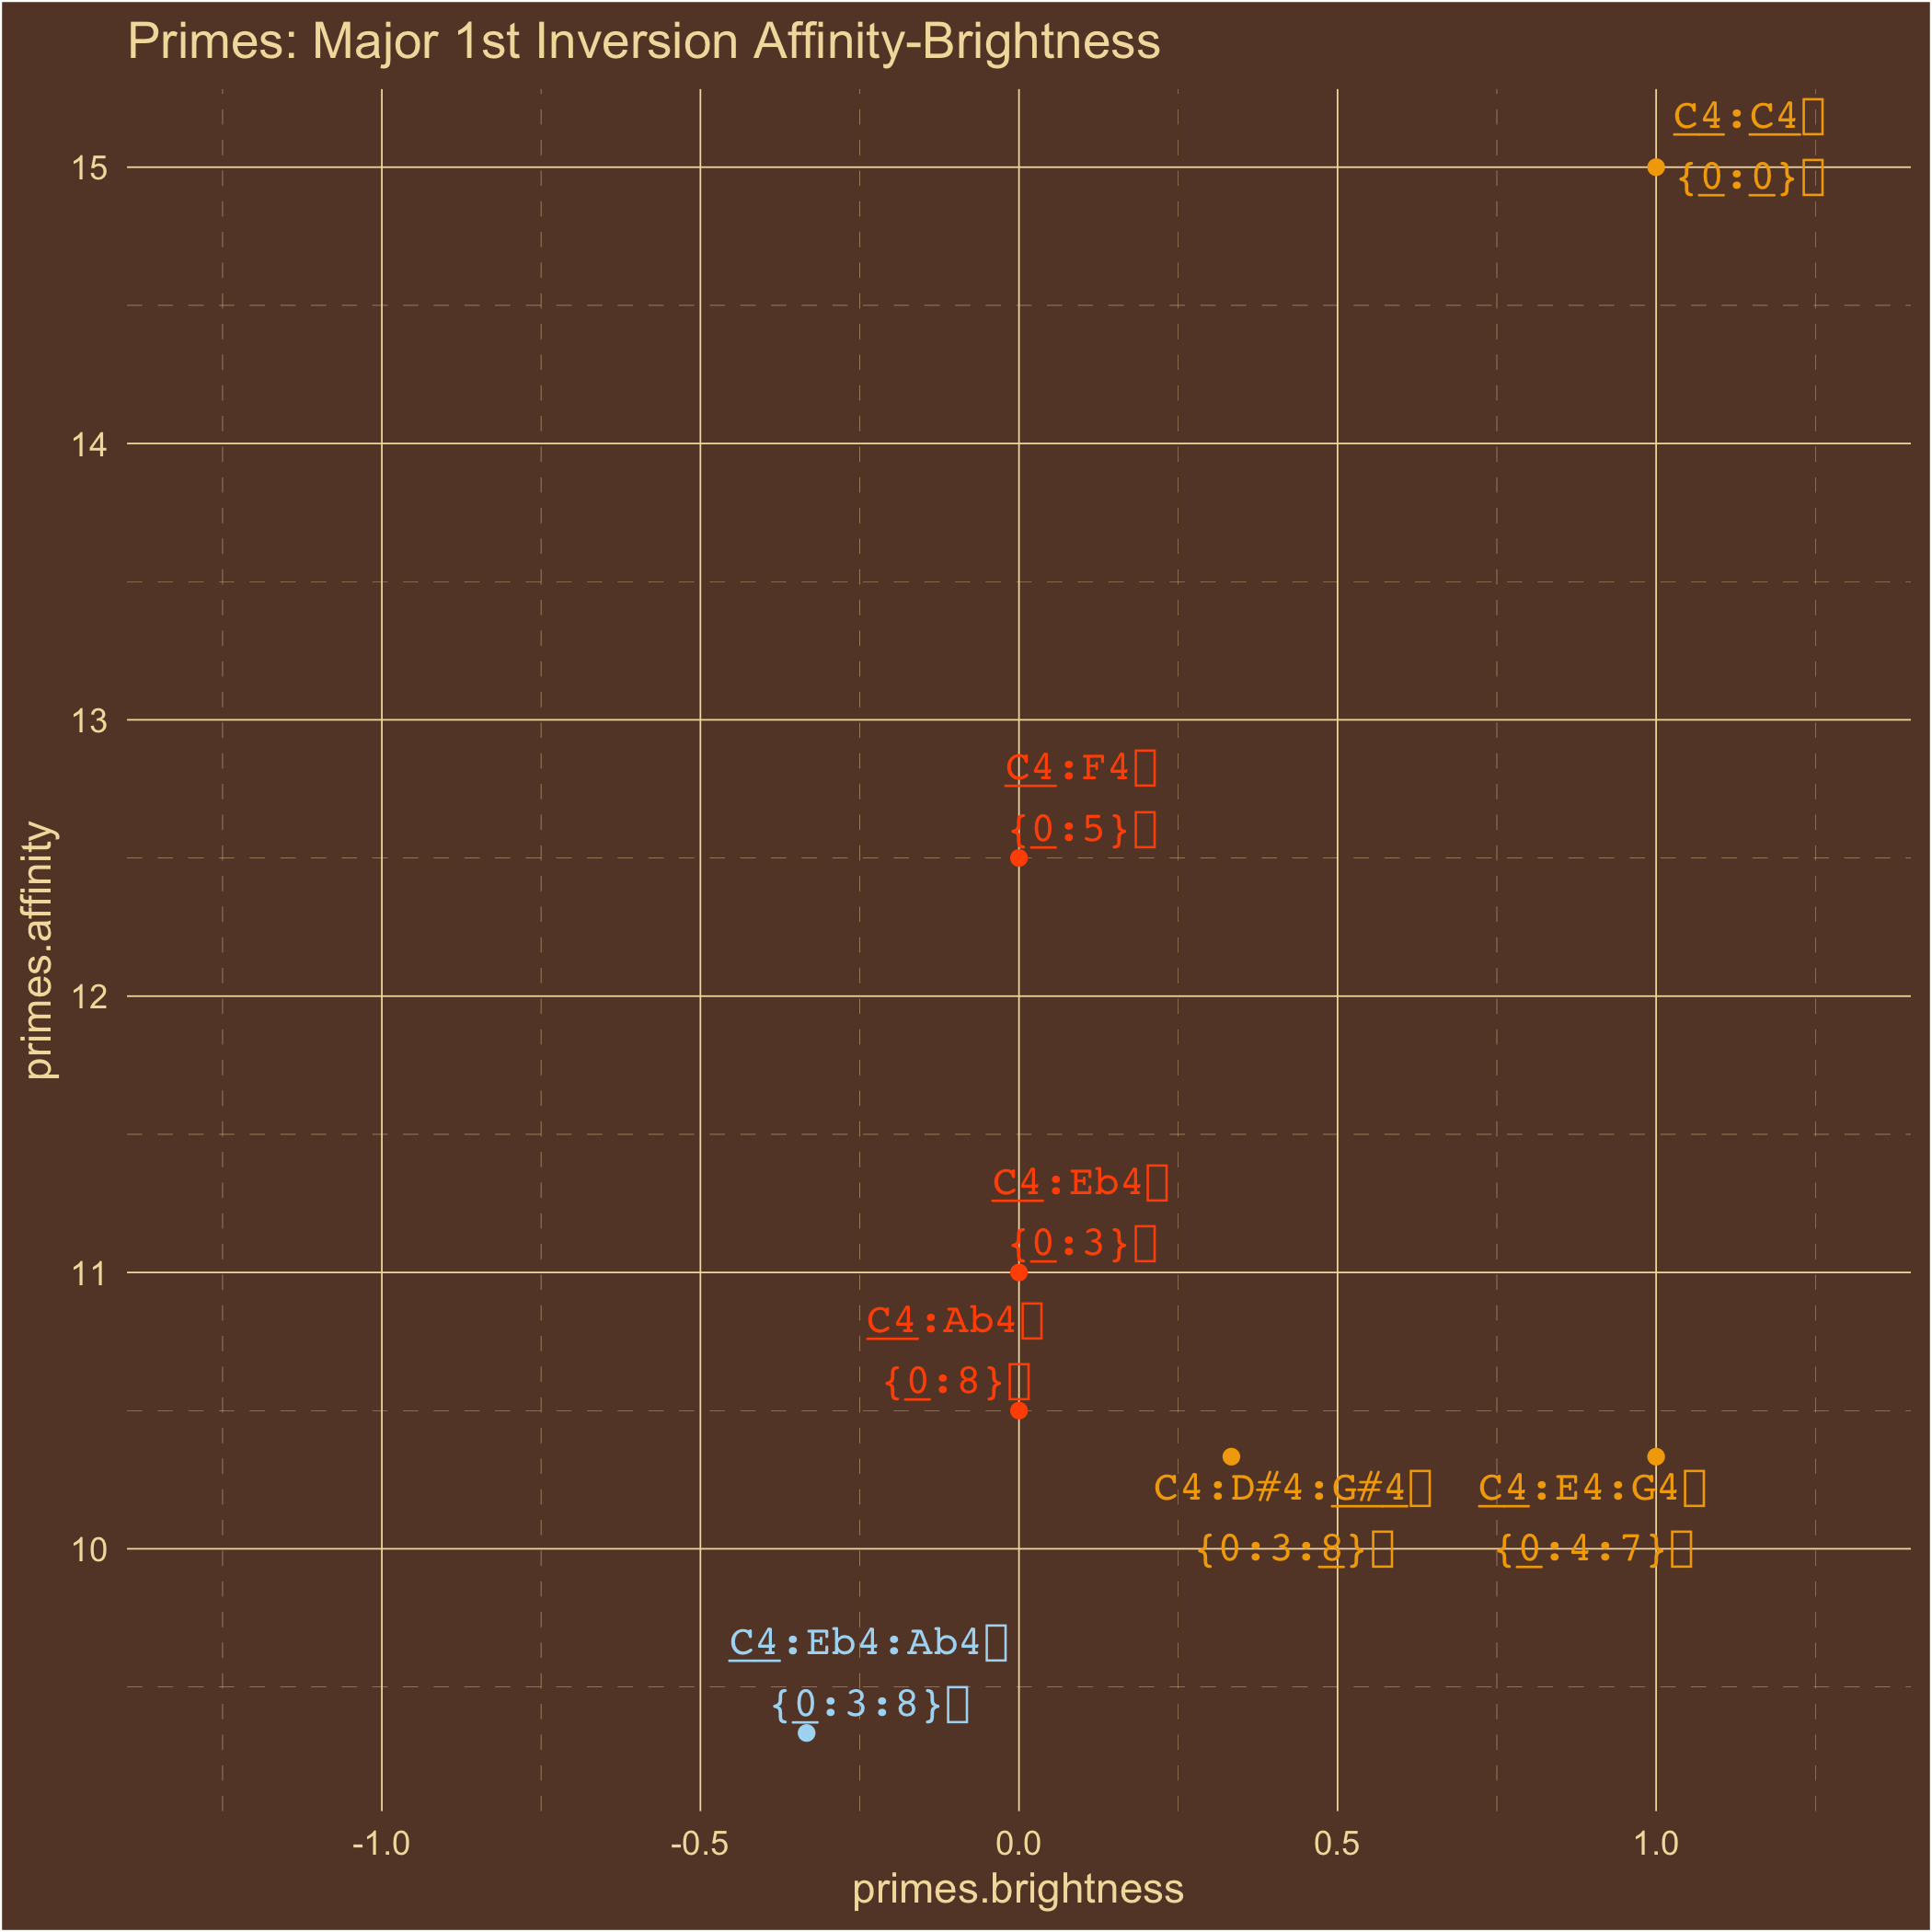 Primes: Major 1st Inversion Affinity-Brightness
C4:C4▯
15
{0:0}▯
14
13
C4:F4▯
{0:5}▯
12
primes.affinity
C4:Eb4▯
{0:3}▯
11
C4:Ab4▯
{0:8}▯
C4:D#4:G#4▯
C4:E4:G4▯
10
{0:3:8}▯
{0:4:7}▯
C4:Eb4:Ab4▯
{0:3:8}▯
-1.0
-0.5
0.0
0.5
1.0
primes.brightness